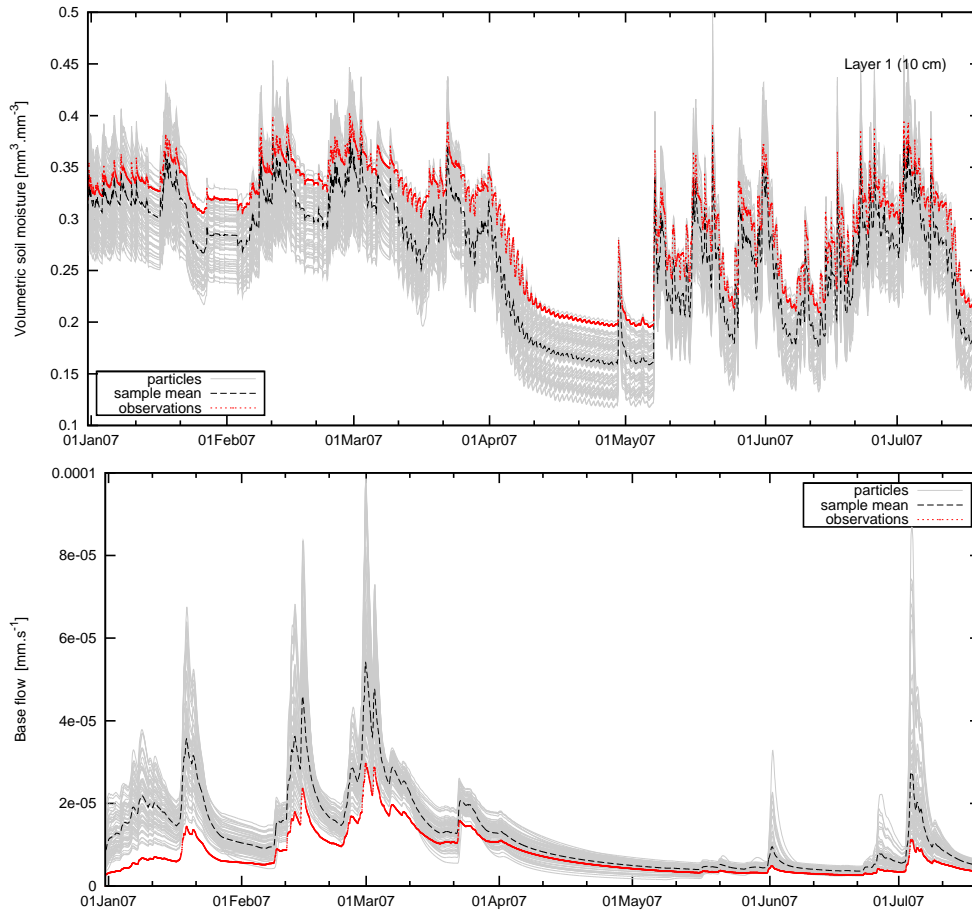 0.5
0.45
0.4
0.35
0.3
0.25
0.2
0.15
0.1
Volumetric soil moisture [mm³.mm⁻³]
Layer 1 (10 cm)
particles
sample mean
observations
01Jan07 01Feb07 01Mar07 01Apr07 01May07 01Jun07 01Jul07
0.0001
8e-05
6e-05
4e-05
2e-05
0
Base flow [mm.s⁻¹]
particles
sample mean
observations
01Jan07 01Feb07 01Mar07 01Apr07 01May07 01Jun07 01Jul07